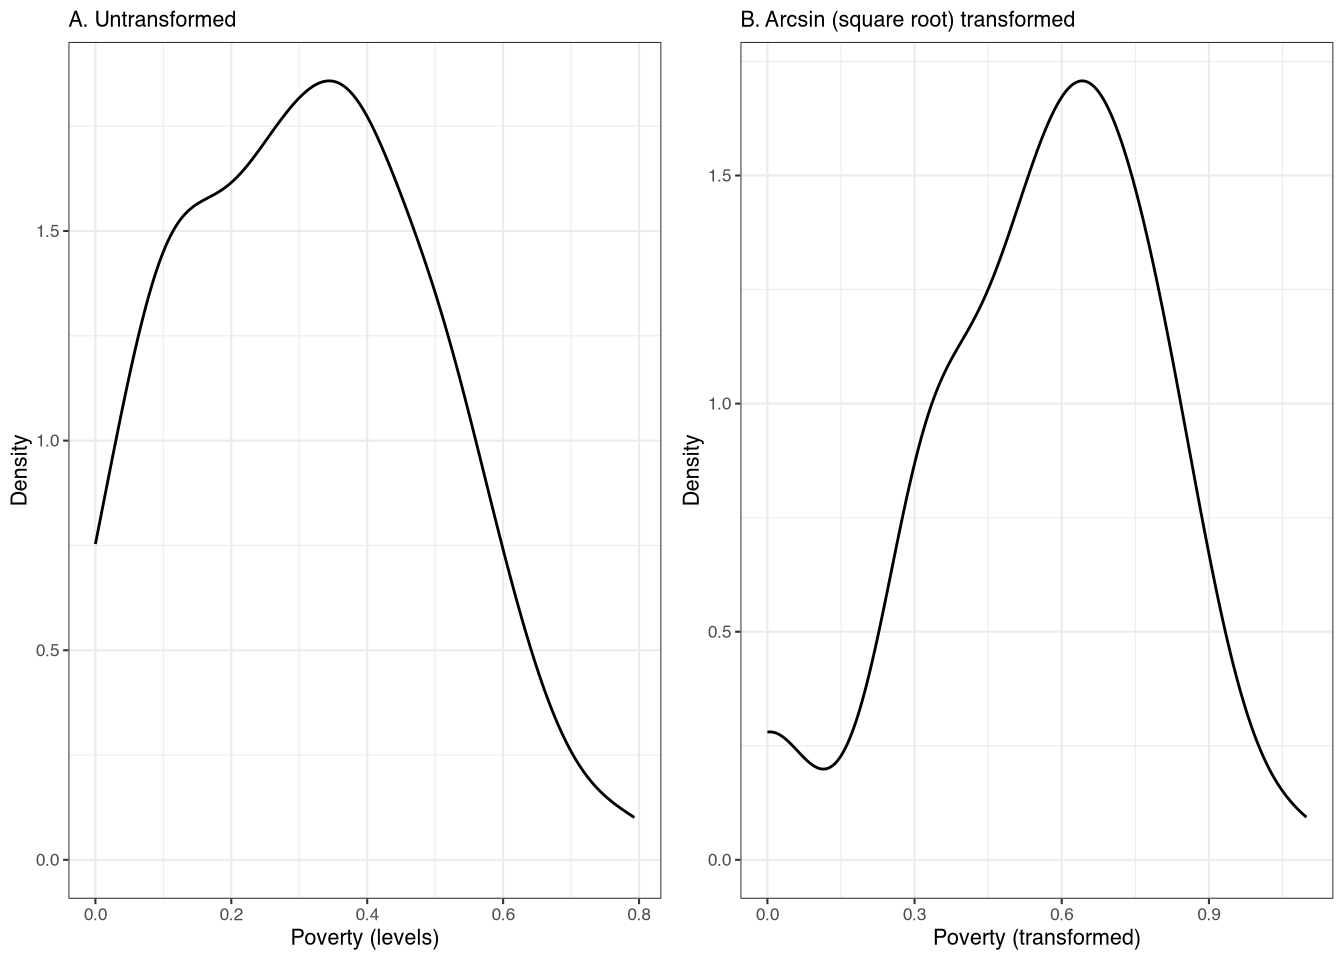 A. Untransformed
Density
1.5
1.0
0.5
0.0
0.0 0.2 0.4 0.6 0.8
Poverty (levels)
B. Arcsin (square root) transformed
Density
1.5
1.0
0.5
0.0
0.0 0.3 0.6 0.9
Poverty (transformed)